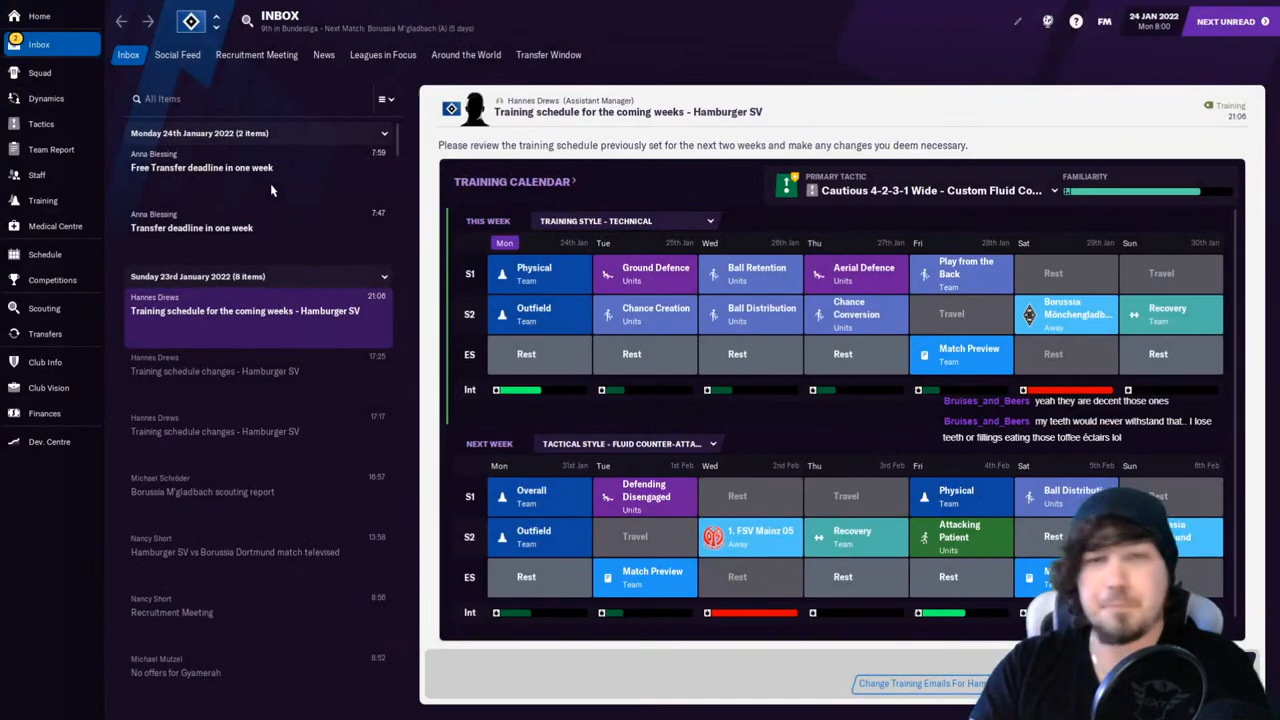 Home
2
Inbox
Squad
Dynamics
Tactics
Team Report
Staff
Training
Medical Centre
Schedule
Competitions
Scouting
Transfers
Club Info
Club Vision
Finances
Dev. Centre
INBOX
9th in Bundesliga - Next Match: Borussia M'gladbach (A) (5 days)
?
FM
24 JAN 2022
Mon 8:00
NEXT UNREAD
Inbox
Social Feed
Recruitment Meeting
News
Leagues in Focus
Around the World
Transfer Window
All Items
Monday 24th January 2022 (2 items)
Anna Blessing
7:59
Free Transfer deadline in one week
Anna Blessing
7:47
Transfer deadline in one week
Sunday 23rd January 2022 (8 items)
Hannes Drews
21:06
Training schedule for the coming weeks - Hamburger SV
Hannes Drews
17:25
Training schedule changes - Hamburger SV
Hannes Drews
17:17
Training schedule changes - Hamburger SV
Michael Schröder
16:57
Borussia M'gladbach scouting report
Nancy Short
13:58
Hamburger SV vs Borussia Dortmund match televised
Nancy Short
8:56
Recruitment Meeting
Michael Mutzel
8:52
No offers for Gyamerah
Hannes Drews (Assistant Manager)
Training schedule for the coming weeks - Hamburger SV
Training
21:06
Please review the training schedule previously set for the next two weeks and make any changes you deem necessary.
TRAINING CALENDAR
PRIMARY TACTIC
Cautious 4-2-3-1 Wide - Custom Fluid Co...
FAMILIARITY
THIS WEEK
TRAINING STYLE - TECHNICAL
Mon 24th Jan Tue 25th Jan Wed 26th Jan Thu 27th Jan Fri 28th Jan Sat 29th Jan Sun 30th Jan
S1
Physical
Team
Ground Defence
Units
Ball Retention
Units
Aerial Defence
Units
Play from the
Back
Units
Rest
Travel
S2
Outfield
Team
Chance Creation
Units
Ball Distribution
Units
Chance
Conversion
Units
Travel
Borussia
Mönchengladb...
Away
Recovery
Team
ES
Rest
Rest
Rest
Rest
Match Preview
Team
Rest
Rest
Int
Bruises_and_Beers yeah they are decent those ones
Bruises_and_Beers my teeth would never withstand that.. I lose
teeth or fillings eating those toffee éclairs lol
NEXT WEEK
TACTICAL STYLE - FLUID COUNTER-ATTA...
Mon 31st Jan Tue 1st Feb Wed 2nd Feb Thu 3rd Feb Fri 4th Feb Sat 5th Feb Sun 6th Feb
S1
Overall
Team
Defending
Disengaged
Units
Rest
Travel
Physical
Team
Ball Distribut
Units
S2
Outfield
Team
Travel
1. FSV Mainz 05
Away
Recovery
Team
Attacking
Patient
Units
Rest
ssia
und
ES
Rest
Match Preview
Team
Rest
Rest
Rest
Int
Change Training Emails For Ham